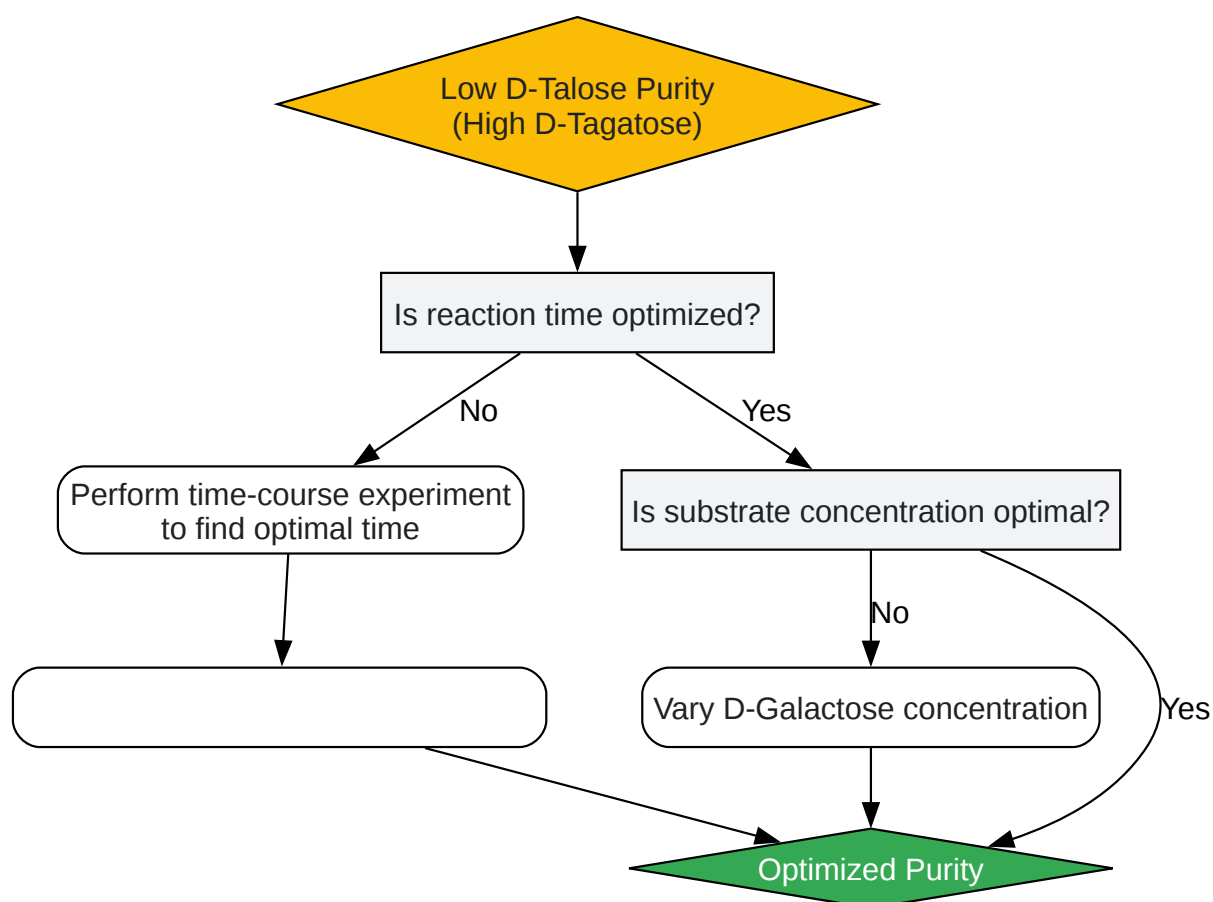 Low D-Talose Purity
(High D-Tagatose)
Is reaction time optimized?
No
Yes
Perform time-course experiment
to find optimal time
Is substrate concentration optimal?
No
Vary D-Galactose concentration
Yes
Optimized Purity